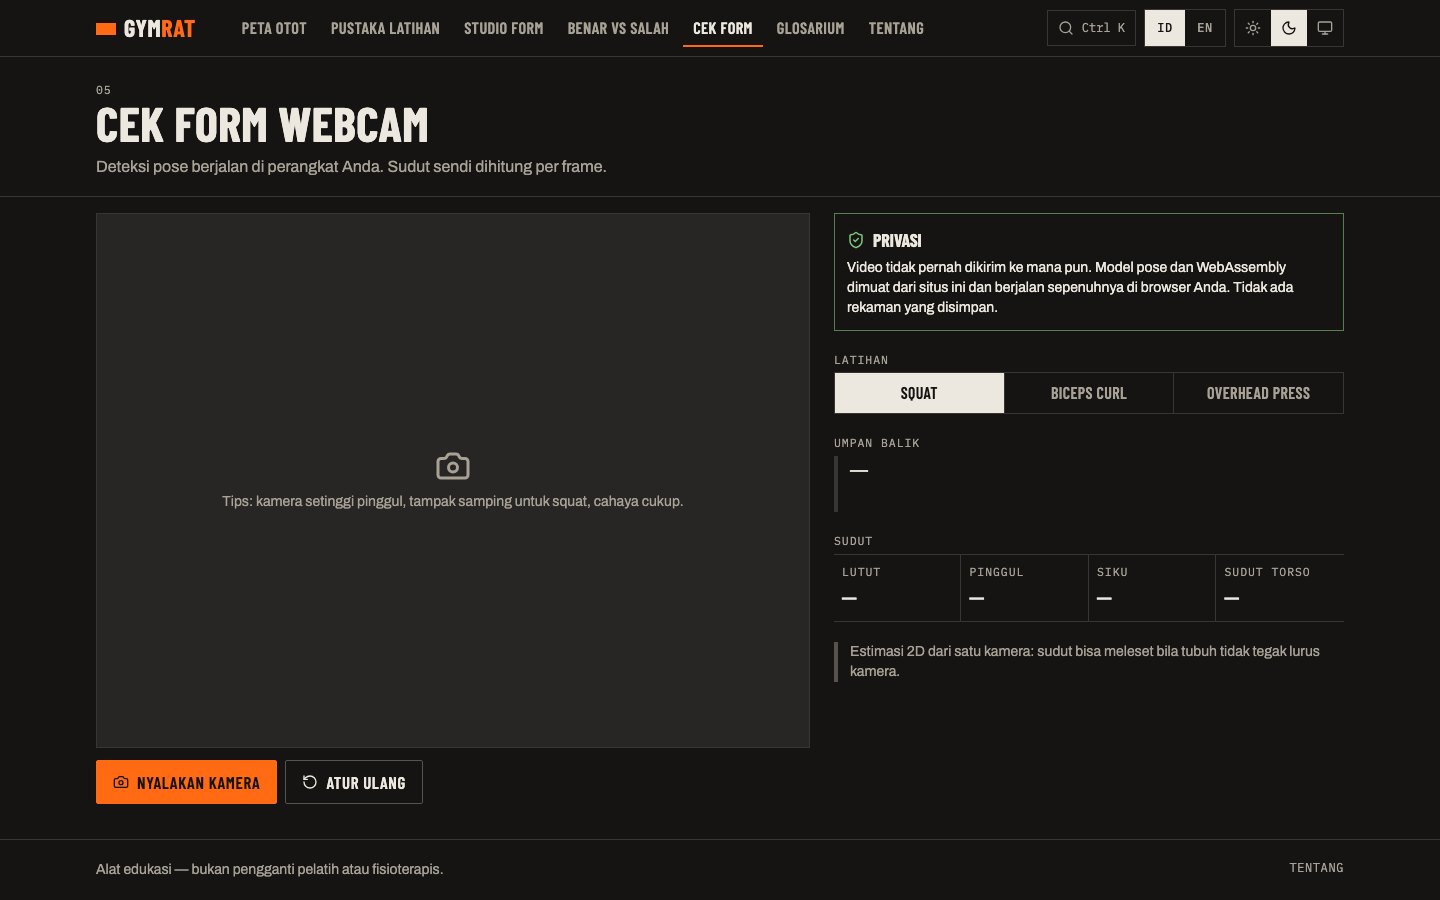 GYMRAT PETA OTOT PUSTAKA LATIHAN STUDIO FORM BENAR VS SALAH CEK FORM GLOSARIUM TENTANG Ctrl K ID EN
05
CEK FORM WEBCAM
Deteksi pose berjalan di perangkat Anda. Sudut sendi dihitung per frame.
Tips: kamera setinggi pinggul, tampak samping untuk squat, cahaya cukup.
NYALAKAN KAMERA ATUR ULANG
PRIVASI
Video tidak pernah dikirim ke mana pun. Model pose dan WebAssembly
dimuat dari situs ini dan berjalan sepenuhnya di browser Anda. Tidak ada
rekaman yang disimpan.
LATIHAN
SQUAT BICEPS CURL OVERHEAD PRESS
UMPAN BALIK
—
SUDUT
LUTUT PINGGUL SIKU SUDUT TORSO
— — — —
Estimasi 2D dari satu kamera: sudut bisa meleset bila tubuh tidak tegak lurus
kamera.
Alat edukasi — bukan pengganti pelatih atau fisioterapis. TENTANG